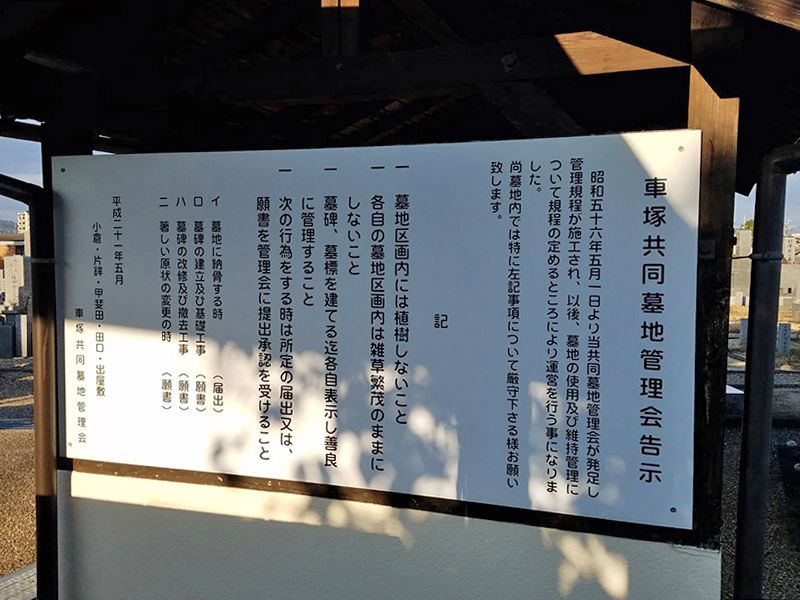 車塚共同墓地管理会告示
昭和五十六年五月一日より当共同墓地管理会が発足し
管理規程が施工され、以後、墓地の使用及び維持管理に
ついて規程の定めるところにより運営を行う事になりま
した。
尚墓地内では特に左記事項について厳守下さる様お願い
致します。
記
一 墓地区画内には植樹しないこと
一 各自の墓地区画内は雑草繁茂のままに
しないこと
一 墓碑、墓標を建てる迄各自表示し善良
に管理すること
一 次の行為をする時は所定の届出又は、
願書を管理会に提出承認を受けること
イ 墓地に納骨する時 (届出)
ロ 墓碑の建立及び基礎工事 (願書)
ハ 墓碑の改修及び撤去工事 (願書)
ニ 著しい原状の変更の時 (願書)
平成二十一年五月
小倉・片鉾・甲斐田・田口・出屋敷
車塚共同墓地管理会